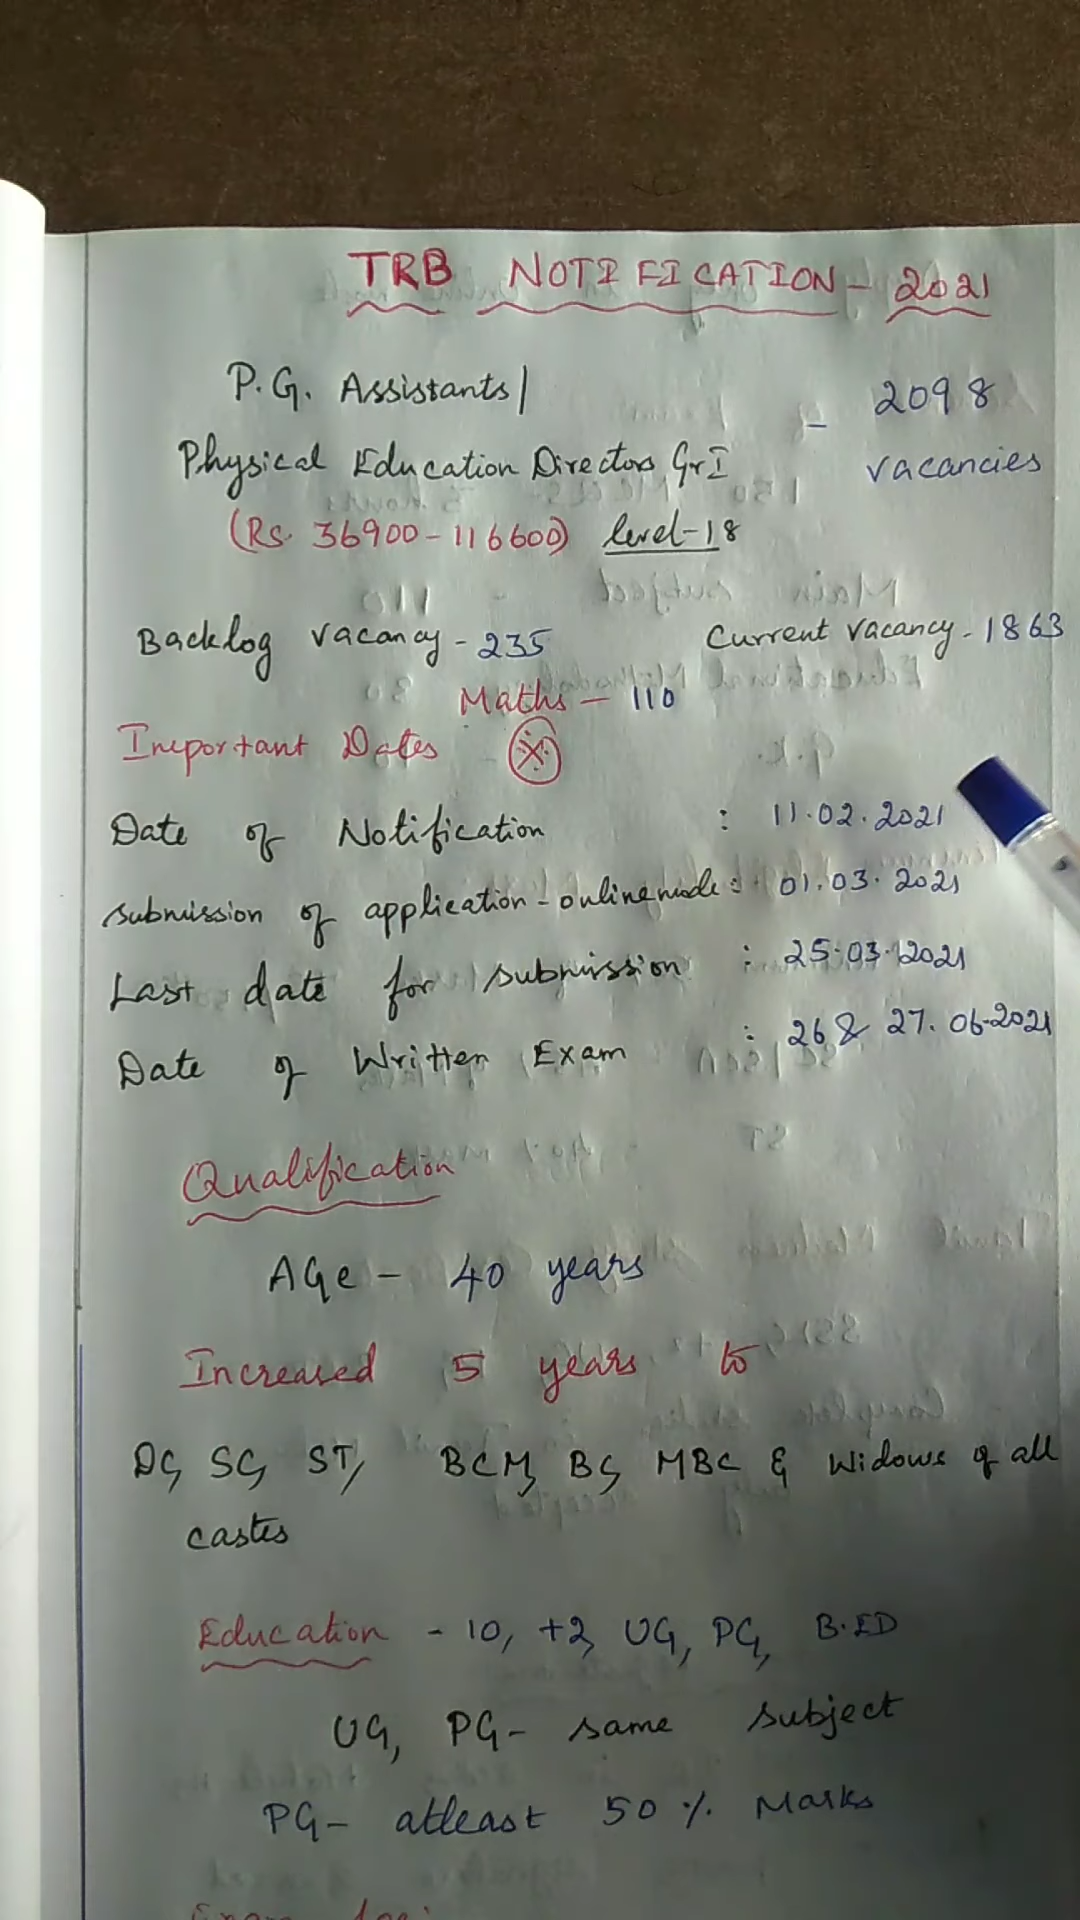 TRB NOTIFICATION - 2021
P.G. Assistants/
Physical Education Directors Gr I - 2098 vacancies
(Rs. 36900-116600) level-18
Backlog vacancy - 235 Current vacancy - 1863
Maths - 110
Important Dates
Date of Notification : 11.02.2021
Submission of application - online mode : 01.03.2021
Last date for submission : 25.03.2021
Date of Written Exam : 26 & 27.06.2021
Qualification
AGe - 40 years
Increased 5 years to
DC, SC, ST, BCM, BC, MBC & Widows of all
castes
Education - 10, +2, UG, PG, B.ED
UG, PG - same subject
PG - atleast 50 % Marks